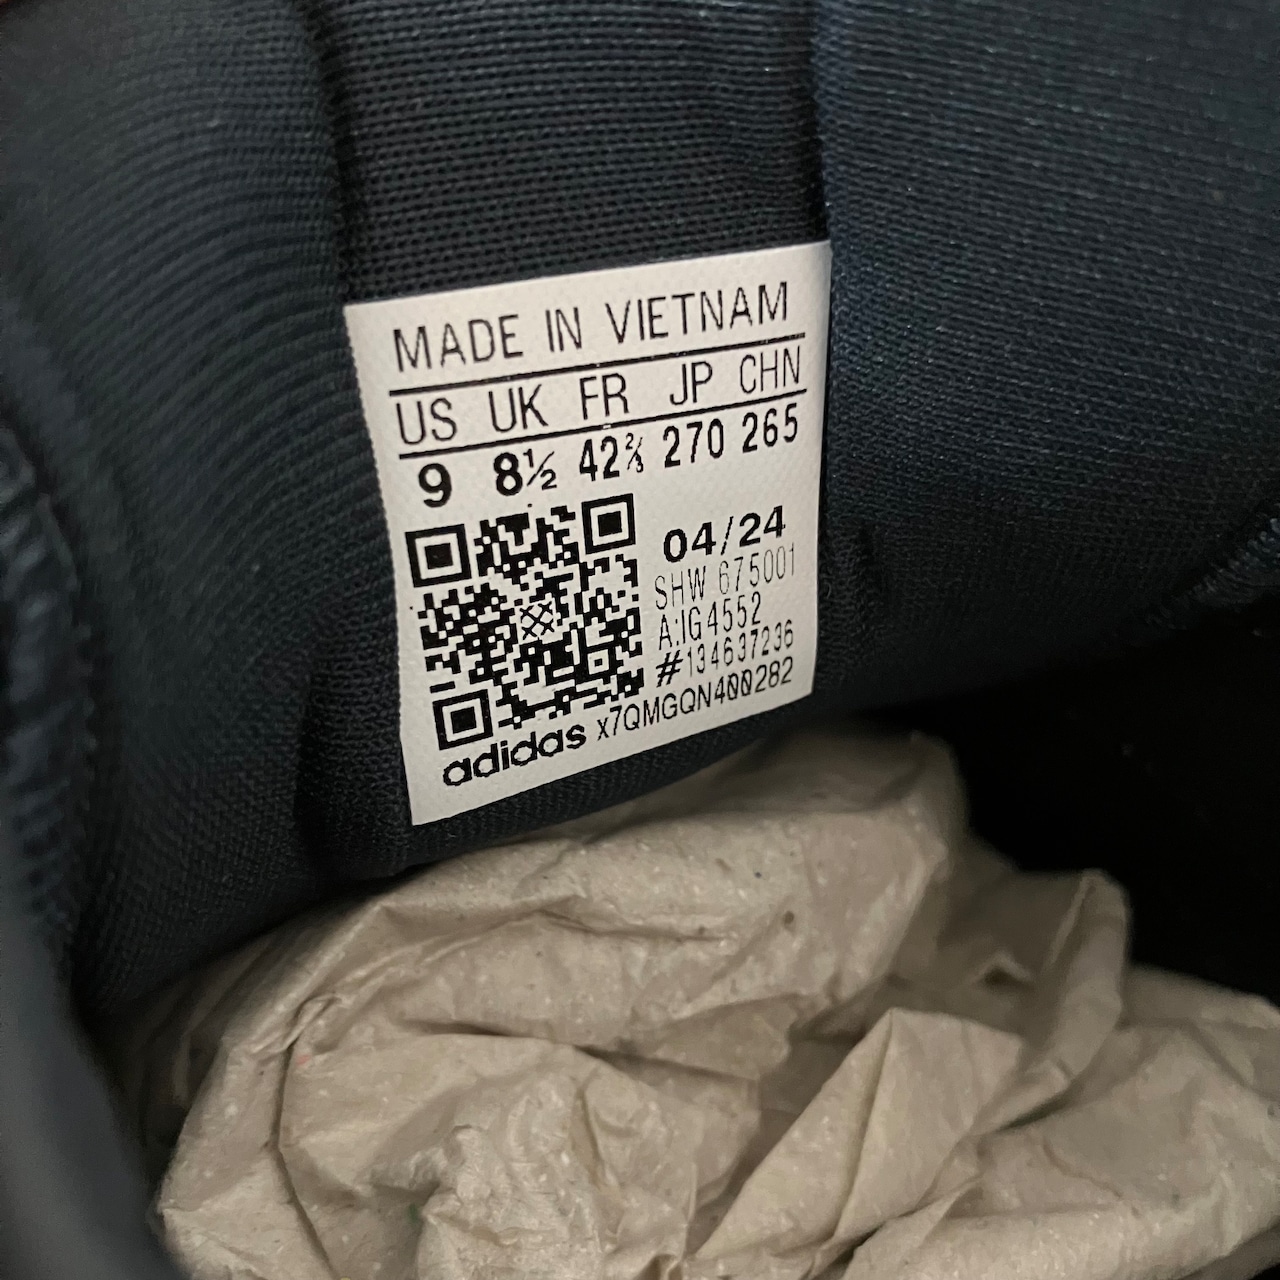 MADE IN VIETNAM
US UK FR JP CHN
9 8½ 42⅔ 270 265
04/24
SHW 675001
A:IG4552
#134637236
adidas x7QMGQN400282